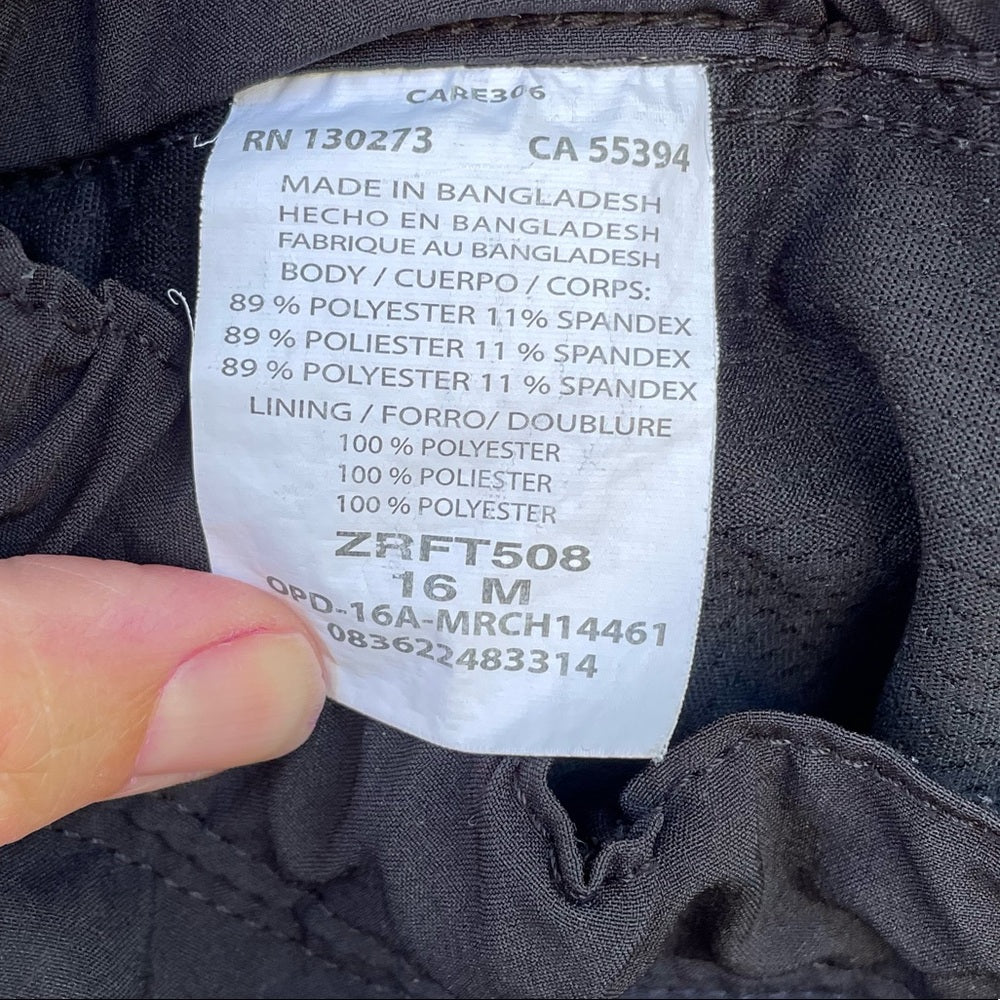 CARE306
RN 130273 CA 55394
MADE IN BANGLADESH
HECHO EN BANGLADESH
FABRIQUE AU BANGLADESH
BODY / CUERPO / CORPS:
89 % POLYESTER 11% SPANDEX
89 % POLIESTER 11 % SPANDEX
89 % POLYESTER 11 % SPANDEX
LINING / FORRO/ DOUBLURE
100 % POLYESTER
100 % POLIESTER
100 % POLYESTER
ZRFT508
16 M
OPD-16A-MRCH14461
083622483314